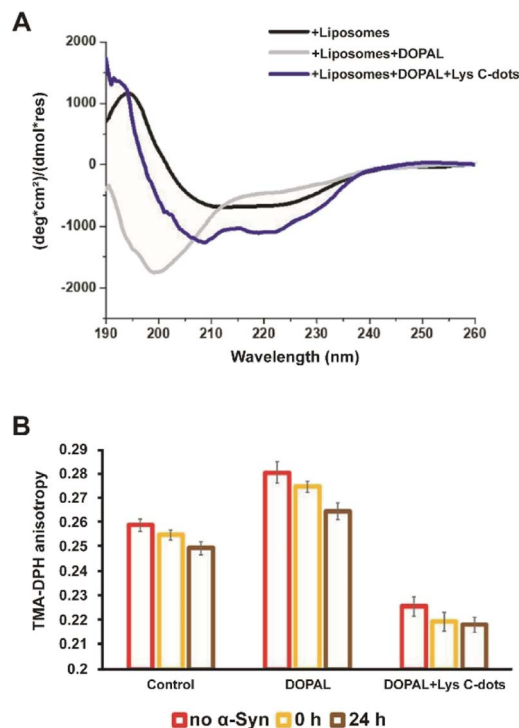 A
+Liposomes
+Liposomes+DOPAL
+Liposomes+DOPAL+Lys C-dots
(deg*cm²)/(dmol*res)
2000
1000
0
-1000
-2000
190 200 210 220 230 240 250 260
Wavelength (nm)
B
TMA-DPH anisotropy
0.29
0.28
0.27
0.26
0.25
0.24
0.23
0.22
0.21
0.2
Control DOPAL DOPAL+Lys C-dots
no α-Syn 0 h 24 h